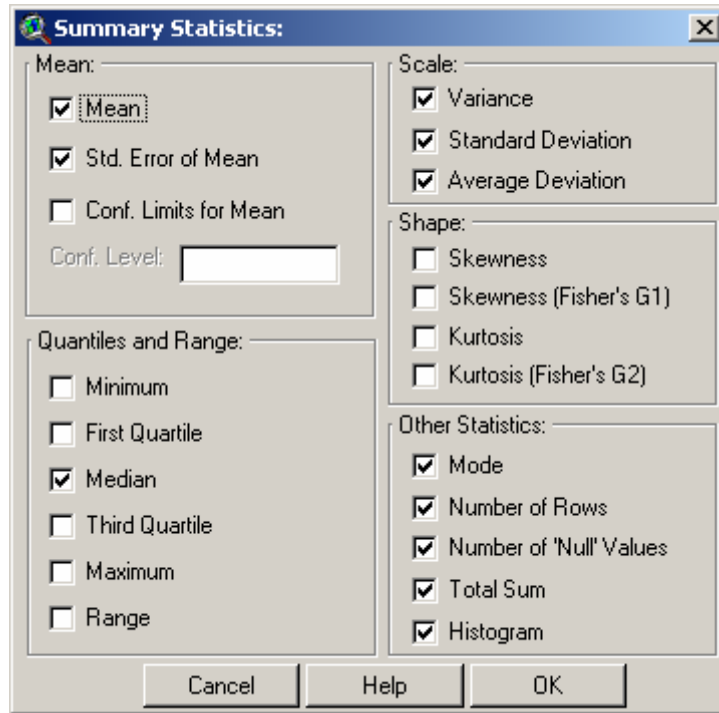 Summary Statistics:
Mean:
Mean
Std. Error of Mean
Conf. Limits for Mean
Conf. Level:
Quantiles and Range:
Minimum
First Quartile
Median
Third Quartile
Maximum
Range
Scale:
Variance
Standard Deviation
Average Deviation
Shape:
Skewness
Skewness (Fisher's G1)
Kurtosis
Kurtosis (Fisher's G2)
Other Statistics:
Mode
Number of Rows
Number of 'Null' Values
Total Sum
Histogram
Cancel
Help
OK